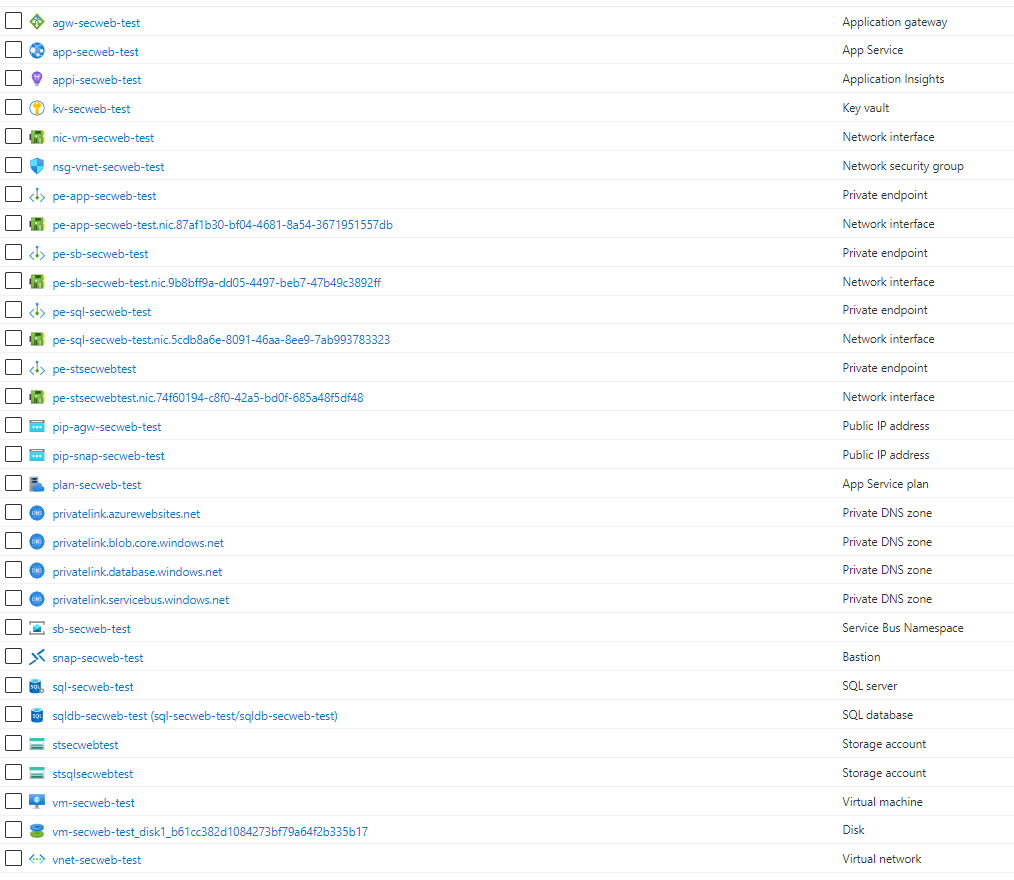 agw-secweb-test Application gateway
app-secweb-test App Service
appi-secweb-test Application Insights
kv-secweb-test Key vault
nic-vm-secweb-test Network interface
nsg-vnet-secweb-test Network security group
pe-app-secweb-test Private endpoint
pe-app-secweb-test.nic.87af1b30-bf04-4681-8a54-3671951557db Network interface
pe-sb-secweb-test Private endpoint
pe-sb-secweb-test.nic.9b8bff9a-dd05-4497-beb7-47b49c3892ff Network interface
pe-sql-secweb-test Private endpoint
pe-sql-secweb-test.nic.5cdb8a6e-8091-46aa-8ee9-7ab993783323 Network interface
pe-stsecwebtest Private endpoint
pe-stsecwebtest.nic.74f60194-c8f0-42a5-bd0f-685a48f5df48 Network interface
pip-agw-secweb-test Public IP address
pip-snap-secweb-test Public IP address
plan-secweb-test App Service plan
privatelink.azurewebsites.net Private DNS zone
privatelink.blob.core.windows.net Private DNS zone
privatelink.database.windows.net Private DNS zone
privatelink.servicebus.windows.net Private DNS zone
sb-secweb-test Service Bus Namespace
snap-secweb-test Bastion
sql-secweb-test SQL server
sqldb-secweb-test (sql-secweb-test/sqldb-secweb-test) SQL database
stsecwebtest Storage account
stsqlsecwebtest Storage account
vm-secweb-test Virtual machine
vm-secweb-test_disk1_b61cc382d1084273bf79a64f2b335b17 Disk
vnet-secweb-test Virtual network